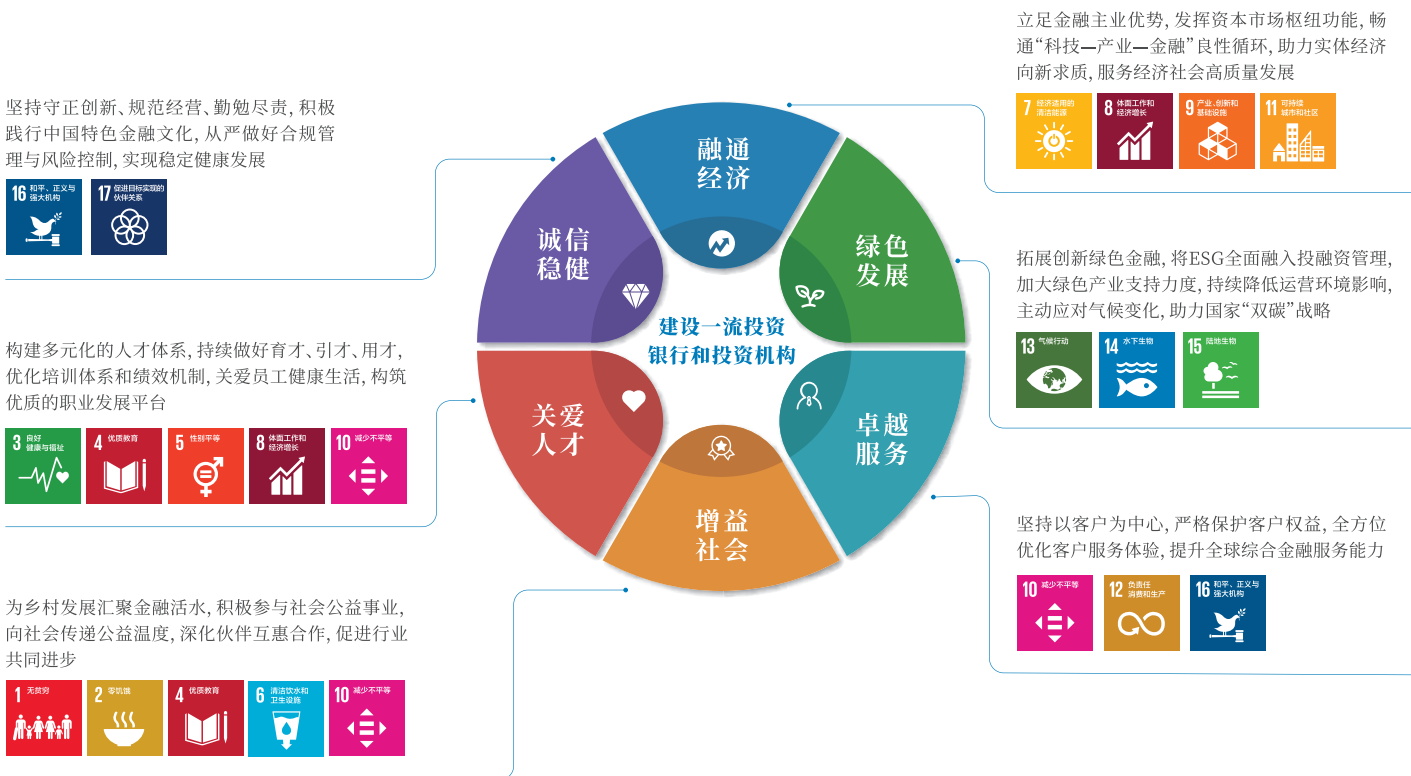 立足金融主业优势, 发挥资本市场枢纽功能, 畅
通“科技—产业—金融”良性循环, 助力实体经济
向新求质, 服务经济社会高质量发展
7 经济适用的
清洁能源
8 体面工作和
经济增长
9 产业、创新和
基础设施
11 可持续
城市和社区
坚持守正创新、规范经营、勤勉尽责, 积极
践行中国特色金融文化, 从严做好合规管
理与风险控制, 实现稳定健康发展
16 和平、正义与
强大机构
17 促进目标实现的
伙伴关系
融通
经济
诚信
稳健
绿色
发展
建设一流投资
银行和投资机构
关爱
人才
卓越
服务
增益
社会
拓展创新绿色金融, 将ESG全面融入投融资管理,
加大绿色产业支持力度, 持续降低运营环境影响,
主动应对气候变化, 助力国家“双碳”战略
13 气候行动
14 水下生物
15 陆地生物
构建多元化的人才体系, 持续做好育才、引才、用才,
优化培训体系和绩效机制, 关爱员工健康生活, 构筑
优质的职业发展平台
3 良好
健康与福祉
4 优质教育
5 性别平等
8 体面工作和
经济增长
10 减少不平等
坚持以客户为中心, 严格保护客户权益, 全方位
优化客户服务体验, 提升全球综合金融服务能力
10 减少不平等
12 负责任
消费和生产
16 和平、正义与
强大机构
为乡村发展汇聚金融活水, 积极参与社会公益事业,
向社会传递公益温度, 深化伙伴互惠合作, 促进行业
共同进步
1 无贫穷
2 零饥饿
4 优质教育
6 清洁饮水和
卫生设施
10 减少不平等